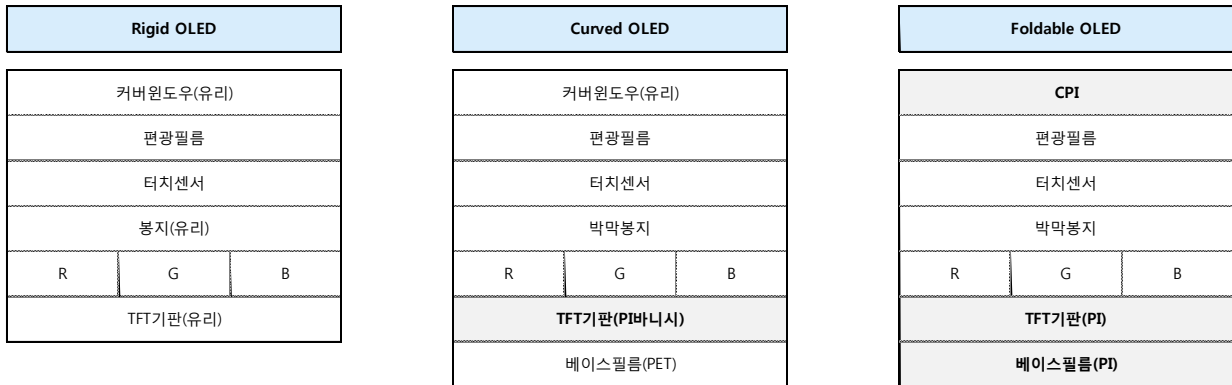 Rigid OLED
커버윈도우(유리)
편광필름
터치센서
봉지(유리)
R G B
TFT기판(유리)
Curved OLED
커버윈도우(유리)
편광필름
터치센서
박막봉지
R G B
TFT기판(PI바니시)
베이스필름(PET)
Foldable OLED
CPI
편광필름
터치센서
박막봉지
R G B
TFT기판(PI)
베이스필름(PI)